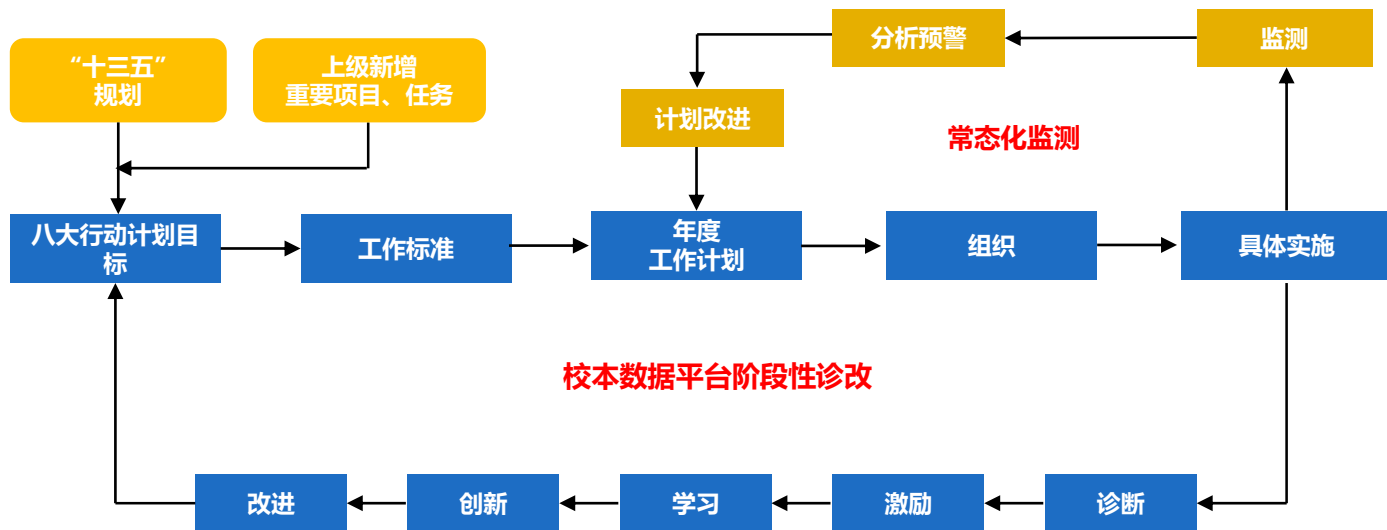 分析预警
监测
“十三五”
规划
上级新增
重要项目、任务
计划改进
常态化监测
八大行动计划目
标
工作标准
年度
工作计划
组织
具体实施
校本数据平台阶段性诊改
改进
创新
学习
激励
诊断